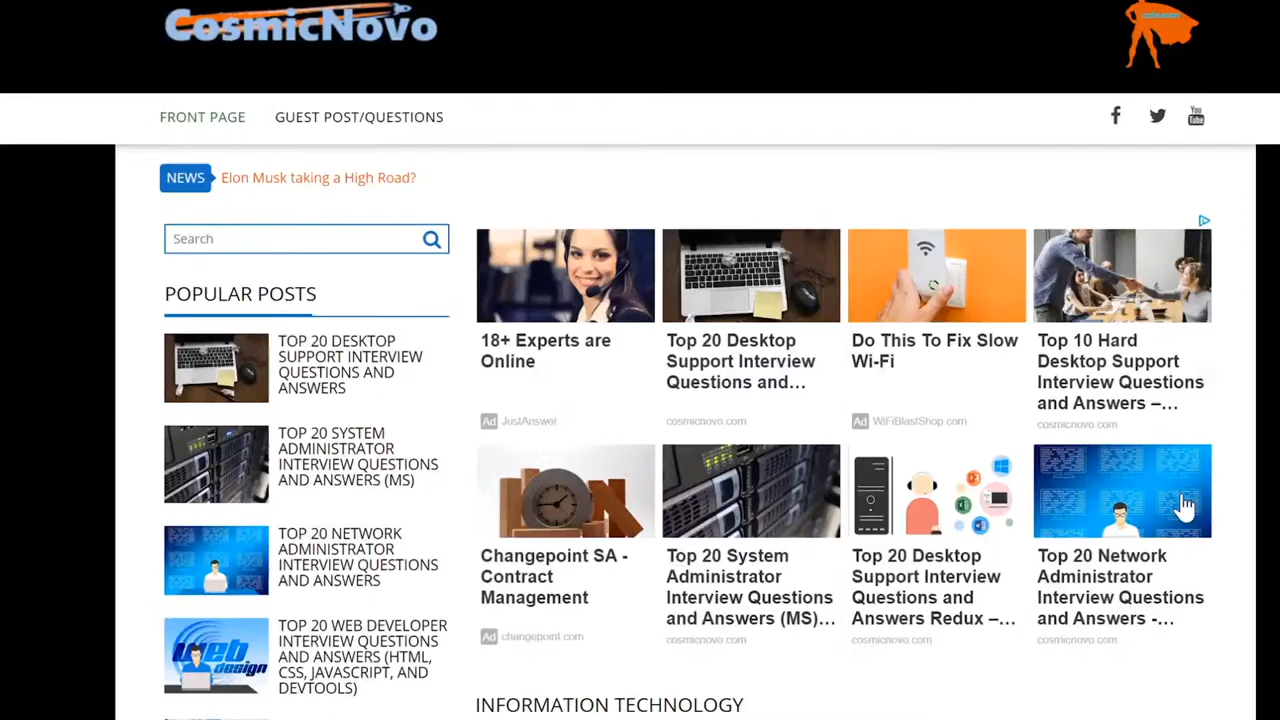 CosmicNovo
FRONT PAGE
GUEST POST/QUESTIONS
You
Tube
NEWS
Elon Musk taking a High Road?
Search
POPULAR POSTS
TOP 20 DESKTOP
SUPPORT INTERVIEW
QUESTIONS AND
ANSWERS
TOP 20 SYSTEM
ADMINISTRATOR
INTERVIEW QUESTIONS
AND ANSWERS (MS)
TOP 20 NETWORK
ADMINISTRATOR
INTERVIEW QUESTIONS
AND ANSWERS
Web
design
TOP 20 WEB DEVELOPER
INTERVIEW QUESTIONS
AND ANSWERS (HTML,
CSS, JAVASCRIPT, AND
DEVTOOLS)
18+ Experts are
Online
Ad JustAnswer
Top 20 Desktop
Support Interview
Questions and...
cosmicnovo.com
Do This To Fix Slow
Wi-Fi
Ad WiFiBlastShop.com
Top 10 Hard
Desktop Support
Interview Questions
and Answers –...
cosmicnovo.com
Changepoint SA -
Contract
Management
Ad changepoint.com
Top 20 System
Administrator
Interview Questions
and Answers (MS)...
cosmicnovo.com
Top 20 Desktop
Support Interview
Questions and
Answers Redux –...
cosmicnovo.com
Top 20 Network
Administrator
Interview Questions
and Answers -...
cosmicnovo.com
INFORMATION TECHNOLOGY